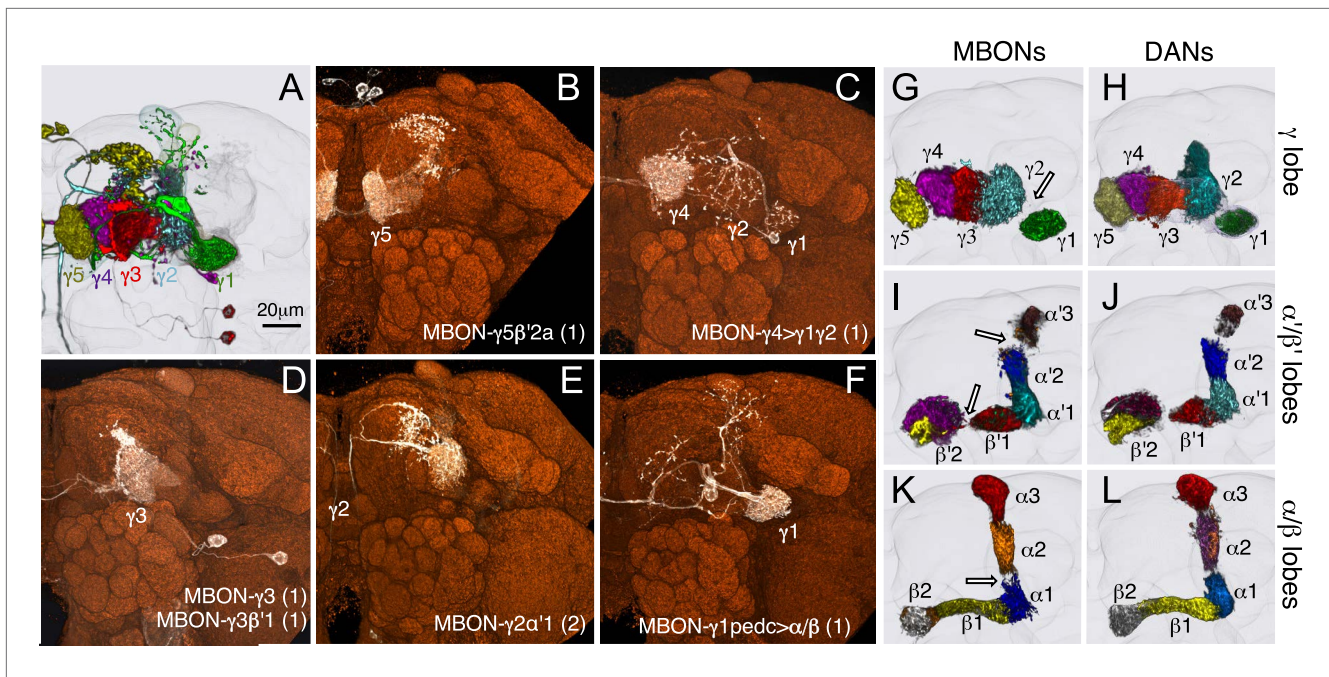 MBONs
DANs
A
γ5
γ4
γ3
γ2
γ1
20μm
B
γ5
MBON-γ5β'2a (1)
C
γ4
γ2
γ1
MBON-γ4>γ1γ2 (1)
G
γ4
γ2
γ5
γ3
γ1
H
γ4
γ2
γ5
γ3
γ1
γ lobe
D
γ3
MBON-γ3 (1)
MBON-γ3β'1 (1)
E
γ2
MBON-γ2α'1 (2)
F
γ1
MBON-γ1pedc>α/β (1)
I
α'3
α'2
α'1
β'2
β'1
J
α'3
α'2
α'1
β'2
β'1
α'/β' lobes
K
α3
α2
α1
β2
β1
L
α3
α2
α1
β2
β1
α/β lobes